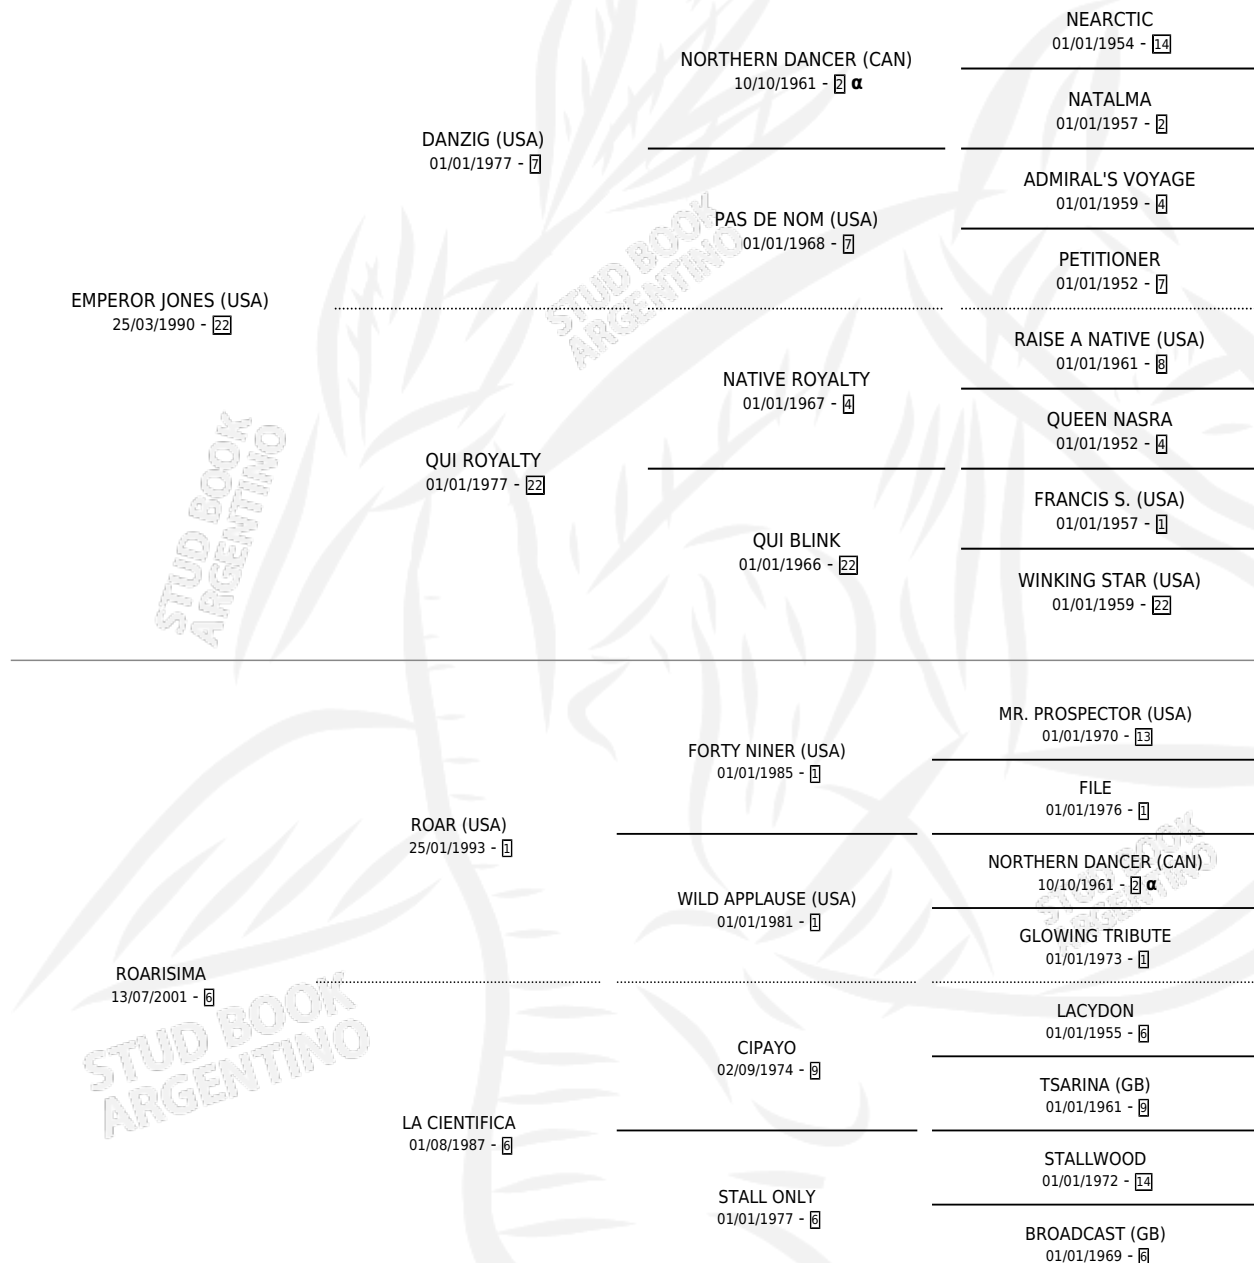 NEARCTIC
01/01/1954 - 14
NORTHERN DANCER (CAN)
10/10/1961 - 2 α
NATALMA
01/01/1957 - 2
DANZIG (USA)
01/01/1977 - 7
ADMIRAL'S VOYAGE
01/01/1959 - 4
PAS DE NOM (USA)
01/01/1968 - 7
PETITIONER
01/01/1952 - 7
EMPEROR JONES (USA)
25/03/1990 - 22
RAISE A NATIVE (USA)
01/01/1961 - 8
NATIVE ROYALTY
01/01/1967 - 4
QUEEN NASRA
01/01/1952 - 4
QUI ROYALTY
01/01/1977 - 22
FRANCIS S. (USA)
01/01/1957 - 1
QUI BLINK
01/01/1966 - 22
WINKING STAR (USA)
01/01/1959 - 22
MR. PROSPECTOR (USA)
01/01/1970 - 13
FORTY NINER (USA)
01/01/1985 - 1
FILE
01/01/1976 - 1
ROAR (USA)
25/01/1993 - 1
NORTHERN DANCER (CAN)
10/10/1961 - 2 α
WILD APPLAUSE (USA)
01/01/1981 - 1
GLOWING TRIBUTE
01/01/1973 - 1
ROARISIMA
13/07/2001 - 6
LACYDON
01/01/1955 - 6
CIPAYO
02/09/1974 - 9
TSARINA (GB)
01/01/1961 - 9
LA CIENTIFICA
01/08/1987 - 6
STALLWOOD
01/01/1972 - 14
STALL ONLY
01/01/1977 - 6
BROADCAST (GB)
01/01/1969 - 6
STUD BOOK
ARGENTINO
STUD BOOK
ARGENTINO
STUD BOOK
ARGENTINO
STUD BOOK
ARGENTINO